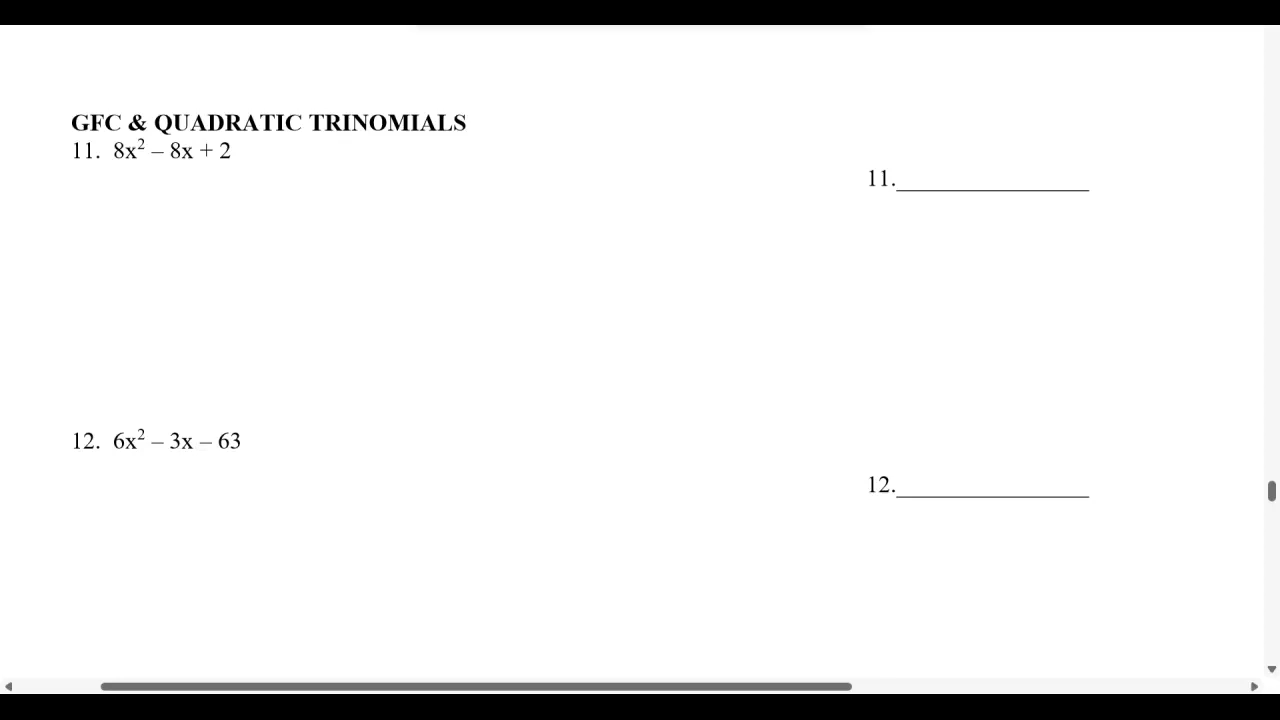 GFC & QUADRATIC TRINOMIALS
11. 8x² – 8x + 2
11.________________
12. 6x² – 3x – 63
12.________________